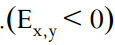 .(Eₓ,ᵧ < 0)